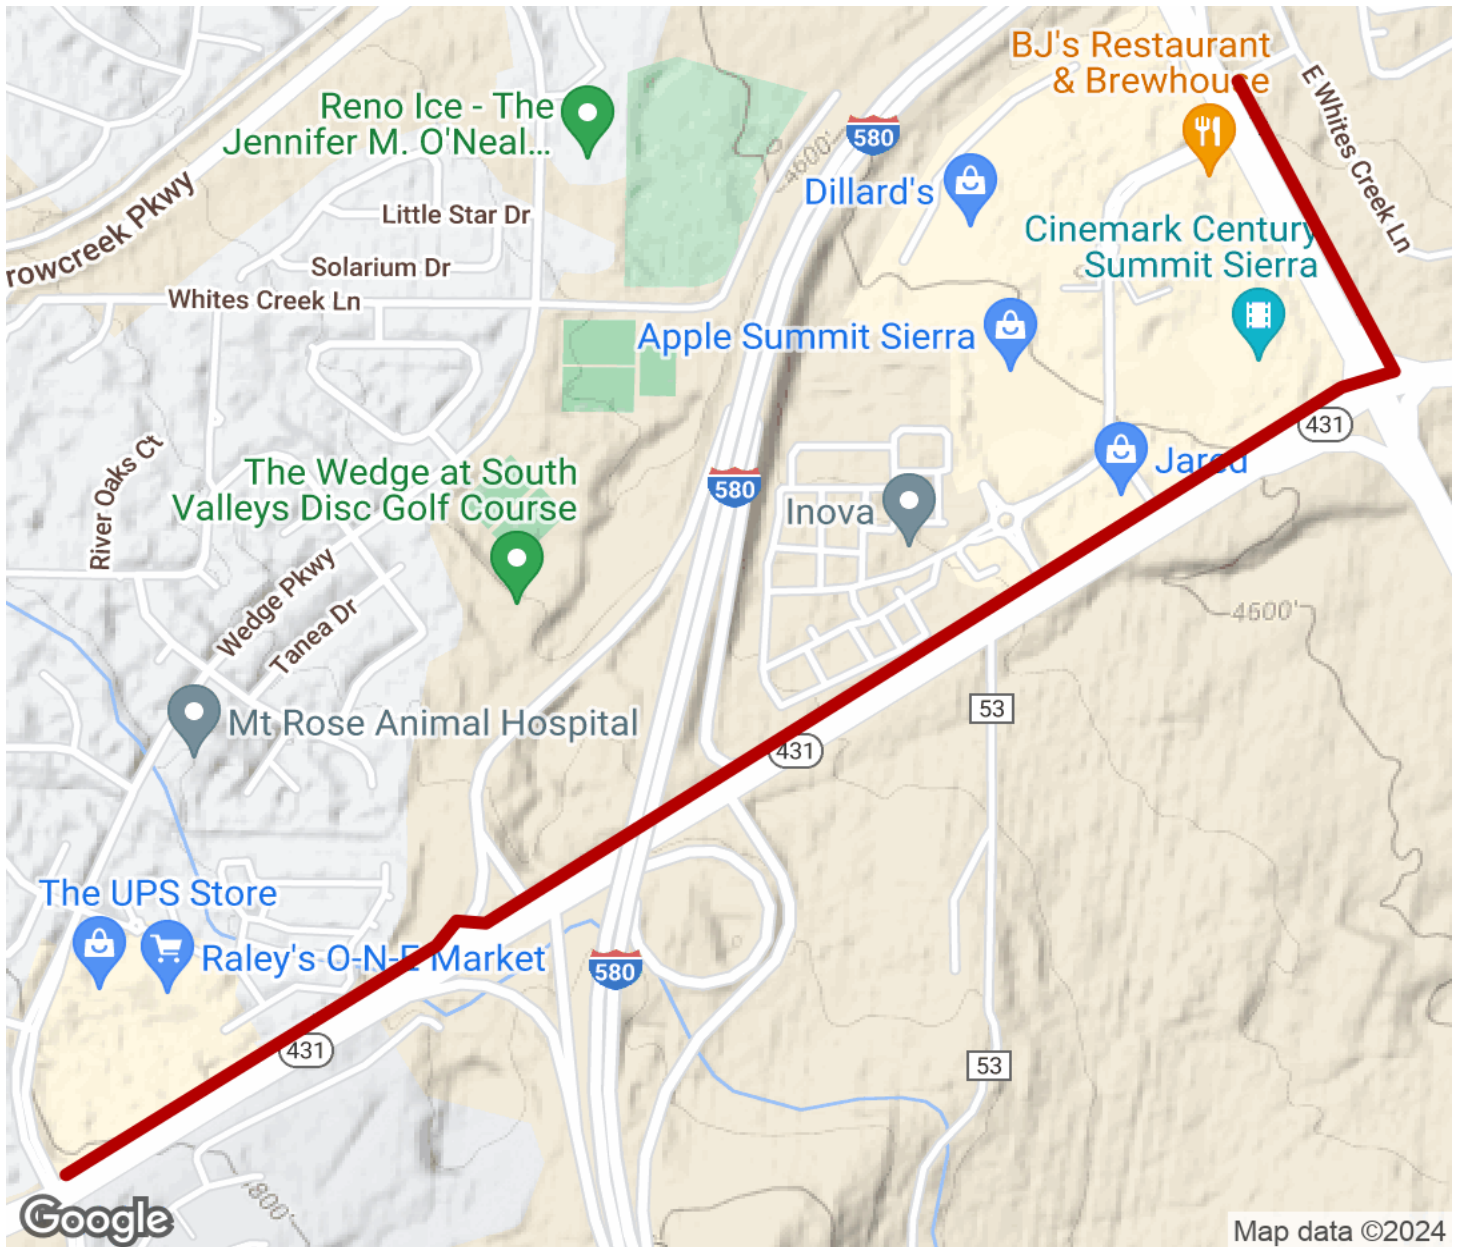 BJ's Restaurant
& Brewhouse
E Whites Creek Ln
Reno Ice - The
Jennifer M. O'Neal...
580
4600'
Dillard's
rowcreek Pkwy
Little Star Dr
Solarium Dr
Whites Creek Ln
Cinemark Century
Summit Sierra
Apple Summit Sierra
431
River Oaks Ct
The Wedge at South
Valleys Disc Golf Course
580
Jared
Inova
Wedge Pkwy
Tanea Dr
4600'
53
Mt Rose Animal Hospital
431
The UPS Store
Raley's O-N-E Market
580
431
53
800'
Google
Map data ©2024